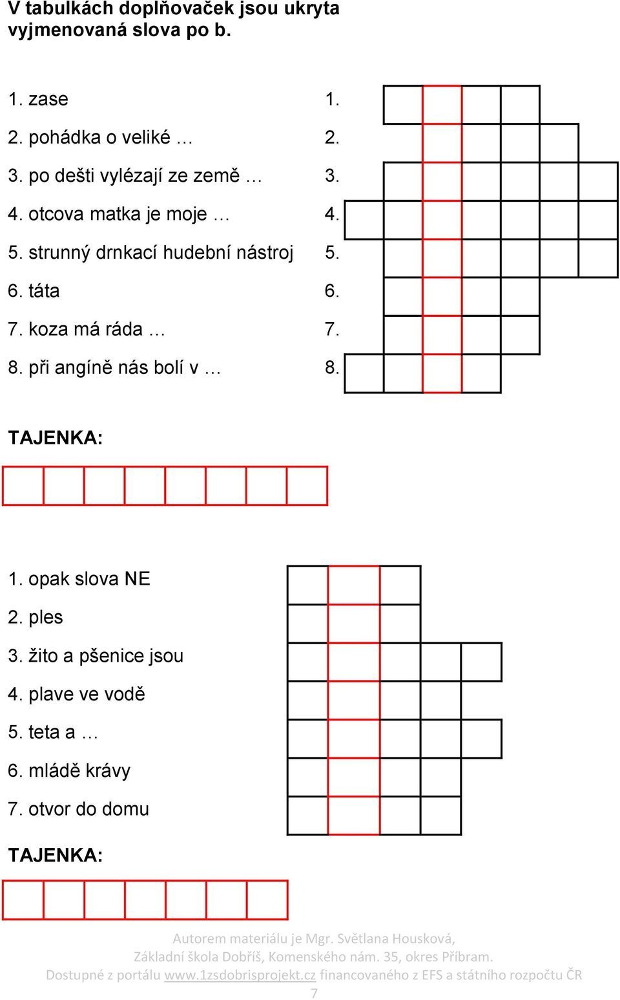 V tabulkách doplňovaček jsou ukryta
vyjmenovaná slova po b.
1. zase 1.
2. pohádka o veliké … 2.
3. po dešti vylézají ze země … 3.
4. otcova matka je moje … 4.
5. strunný drnkací hudební nástroj 5.
6. táta 6.
7. koza má ráda … 7.
8. při angíně nás bolí v … 8.
TAJENKA:
1. opak slova NE
2. ples
3. žito a pšenice jsou
4. plave ve vodě
5. teta a …
6. mládě krávy
7. otvor do domu
TAJENKA:
Autorem materiálu je Mgr. Světlana Housková,
Základní škola Dobříš, Komenského nám. 35, okres Příbram.
Dostupné z portálu www.1zsdobrisprojekt.cz financovaného z EFS a státního rozpočtu ČR
7